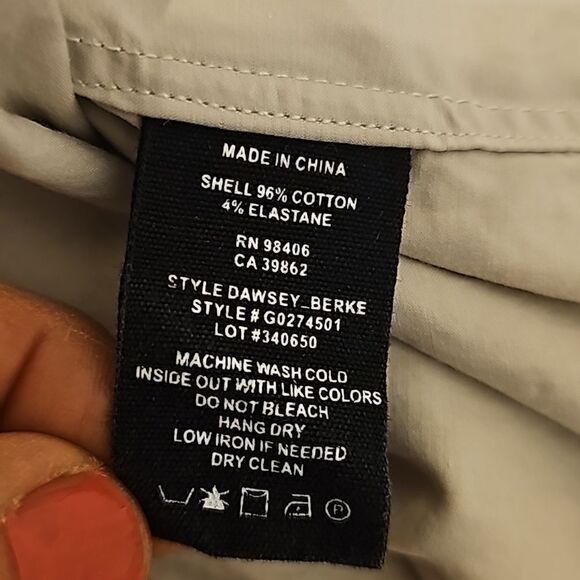 MADE IN CHINA
SHELL 96% COTTON
4% ELASTANE
RN 98406
CA 39862
STYLE DAWSEY_BERKE
STYLE # G0274501
LOT #340650
MACHINE WASH COLD
INSIDE OUT WITH LIKE COLORS
DO NOT BLEACH
HANG DRY
LOW IRON IF NEEDED
DRY CLEAN
P